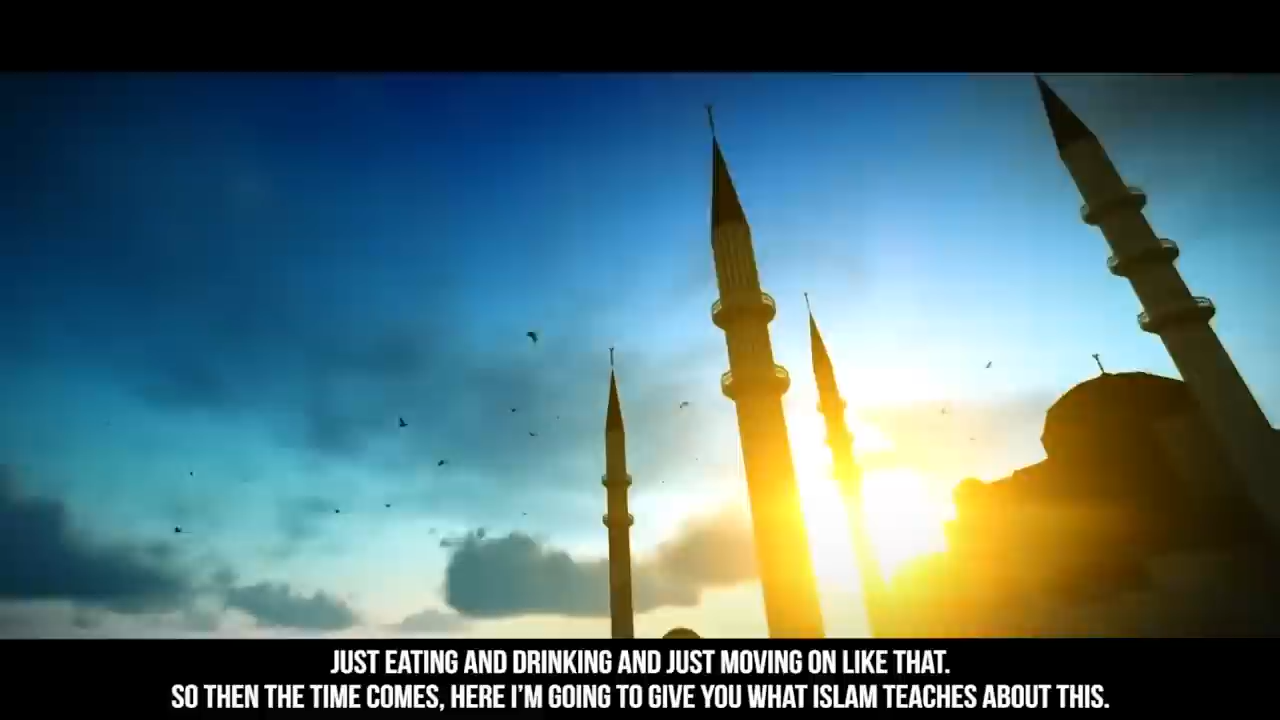 JUST EATING AND DRINKING AND JUST MOVING ON LIKE THAT.
SO THEN THE TIME COMES, HERE I'M GOING TO GIVE YOU WHAT ISLAM TEACHES ABOUT THIS.